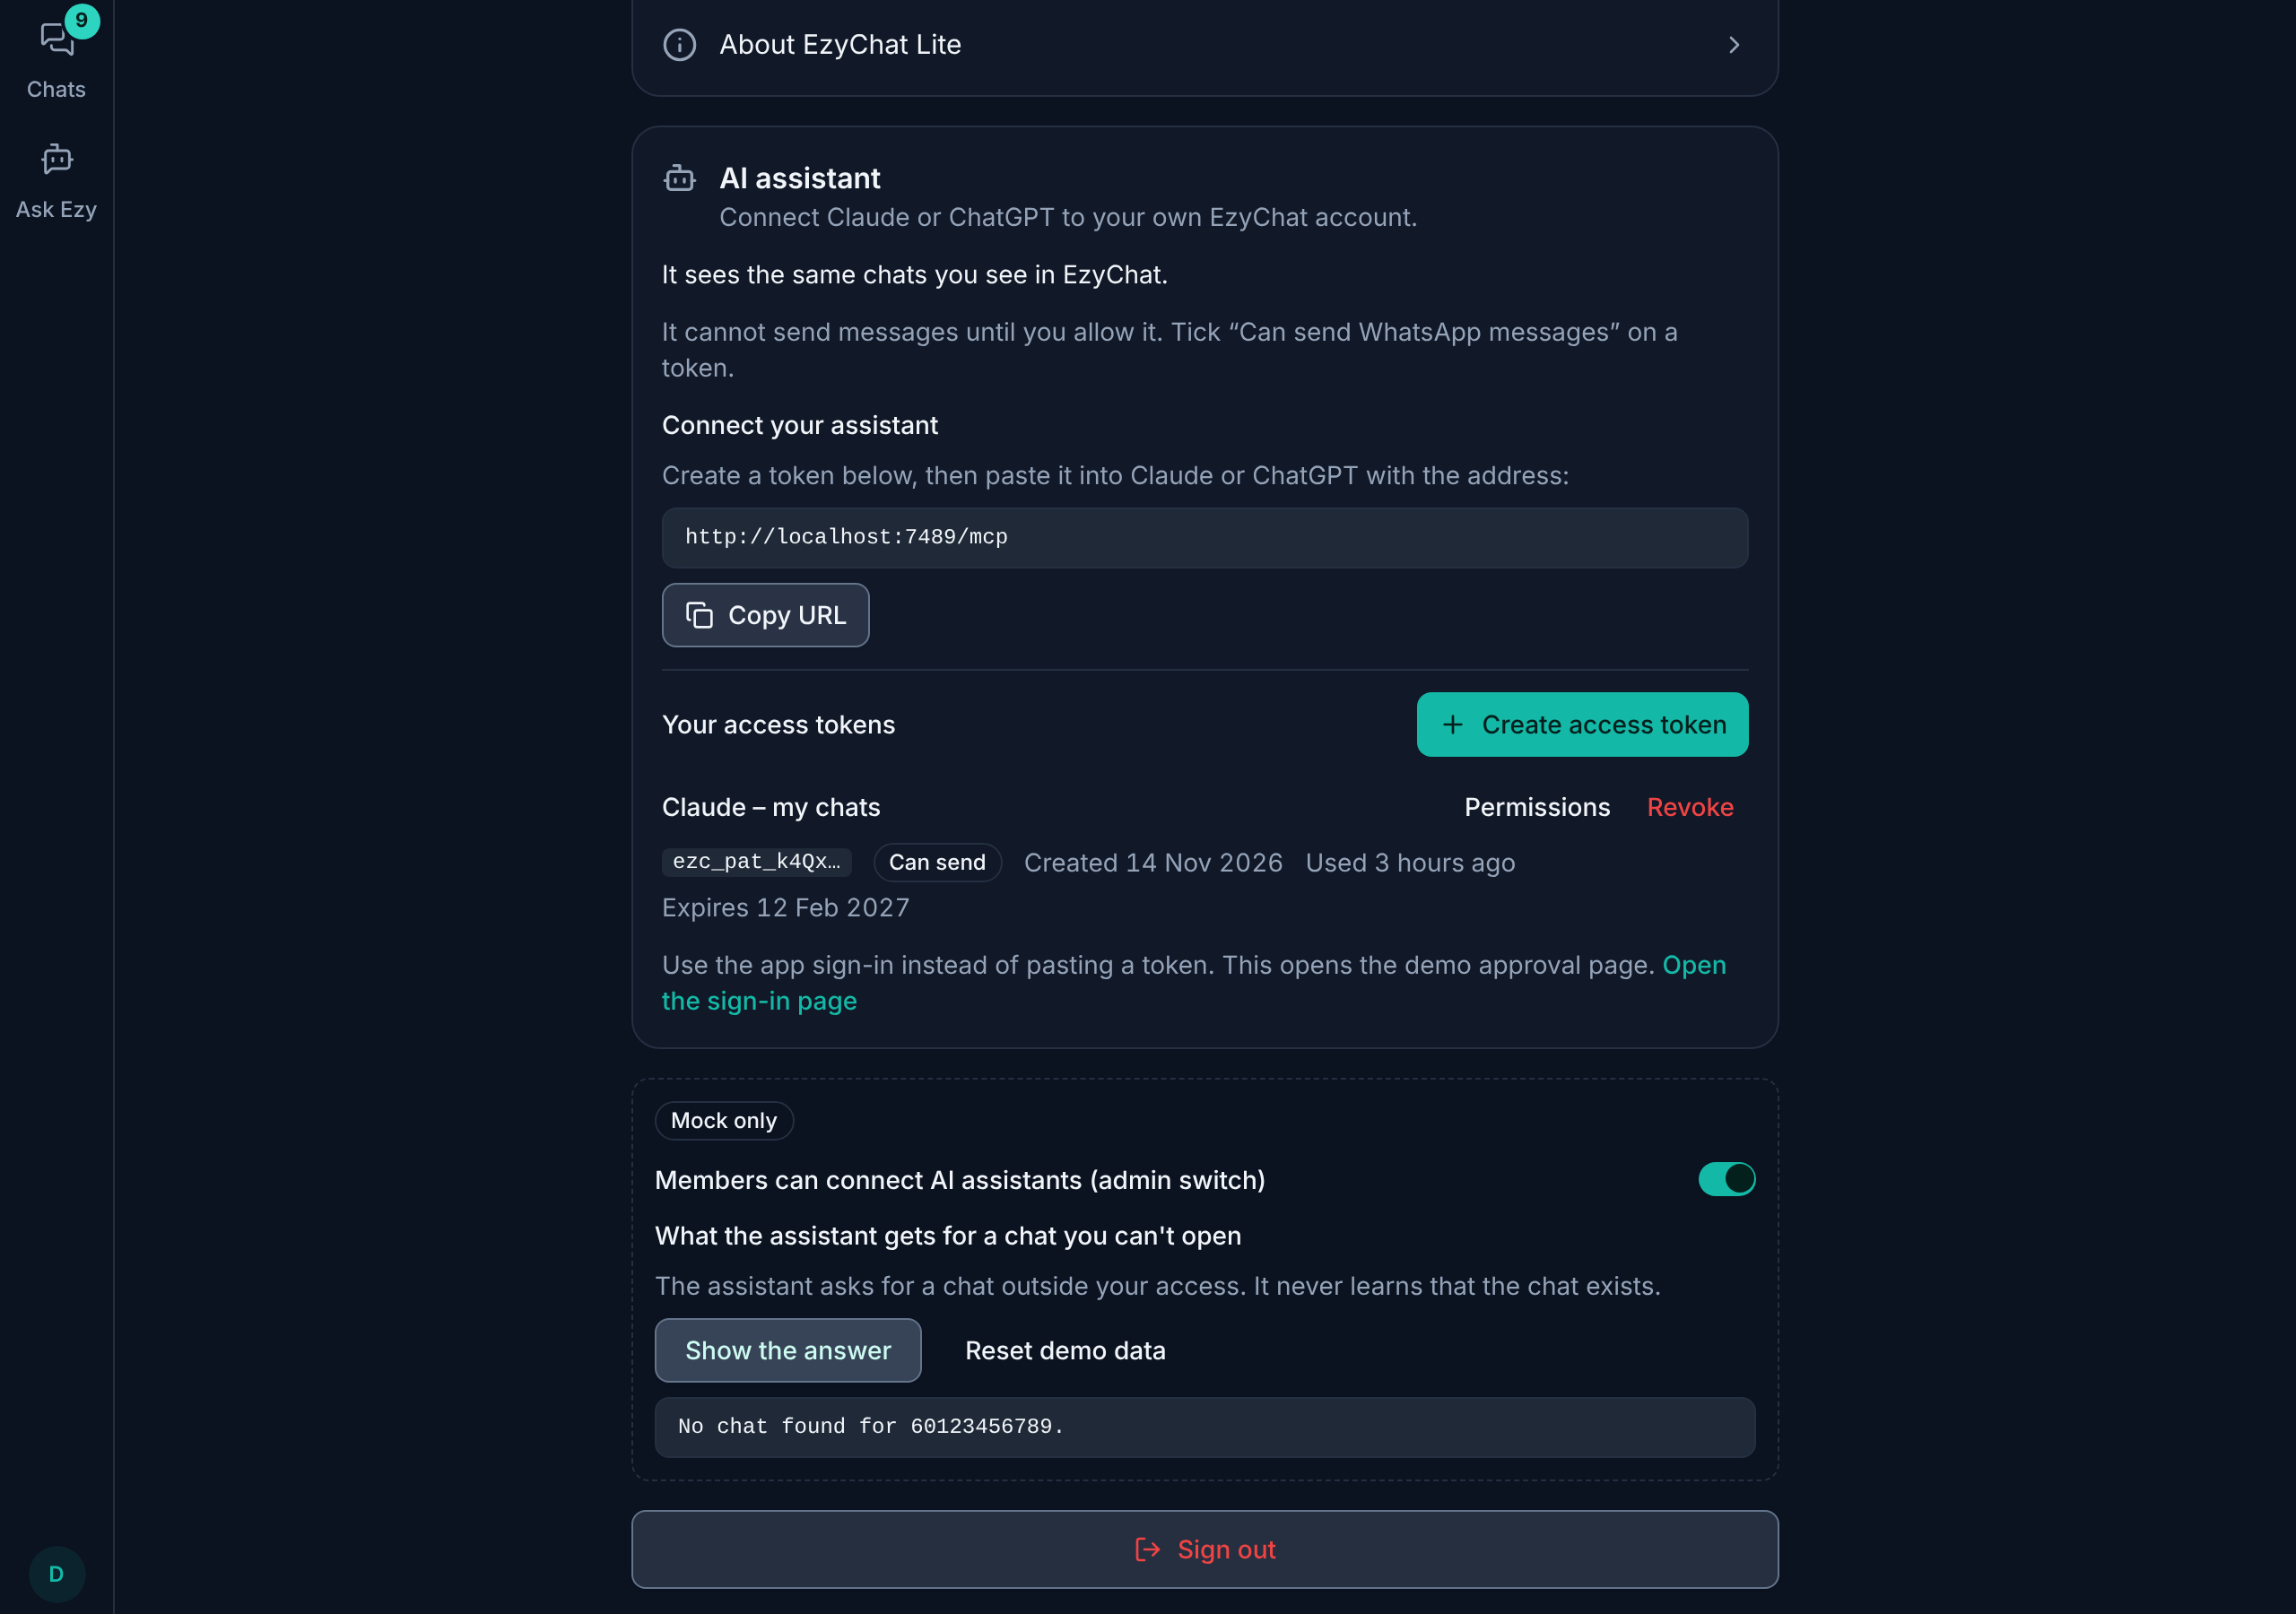 9
Chats
Ask Ezy
About EzyChat Lite
AI assistant
Connect Claude or ChatGPT to your own EzyChat account.
It sees the same chats you see in EzyChat.
It cannot send messages until you allow it. Tick “Can send WhatsApp messages” on a
token.
Connect your assistant
Create a token below, then paste it into Claude or ChatGPT with the address:
http://localhost:7489/mcp
Copy URL
Your access tokens
Create access token
Claude – my chats
Permissions
Revoke
ezc_pat_k4Qx…
Can send
Created 14 Nov 2026
Used 3 hours ago
Expires 12 Feb 2027
Use the app sign-in instead of pasting a token. This opens the demo approval page. Open
the sign-in page
Mock only
Members can connect AI assistants (admin switch)
What the assistant gets for a chat you can't open
The assistant asks for a chat outside your access. It never learns that the chat exists.
Show the answer
Reset demo data
No chat found for 60123456789.
Sign out
D